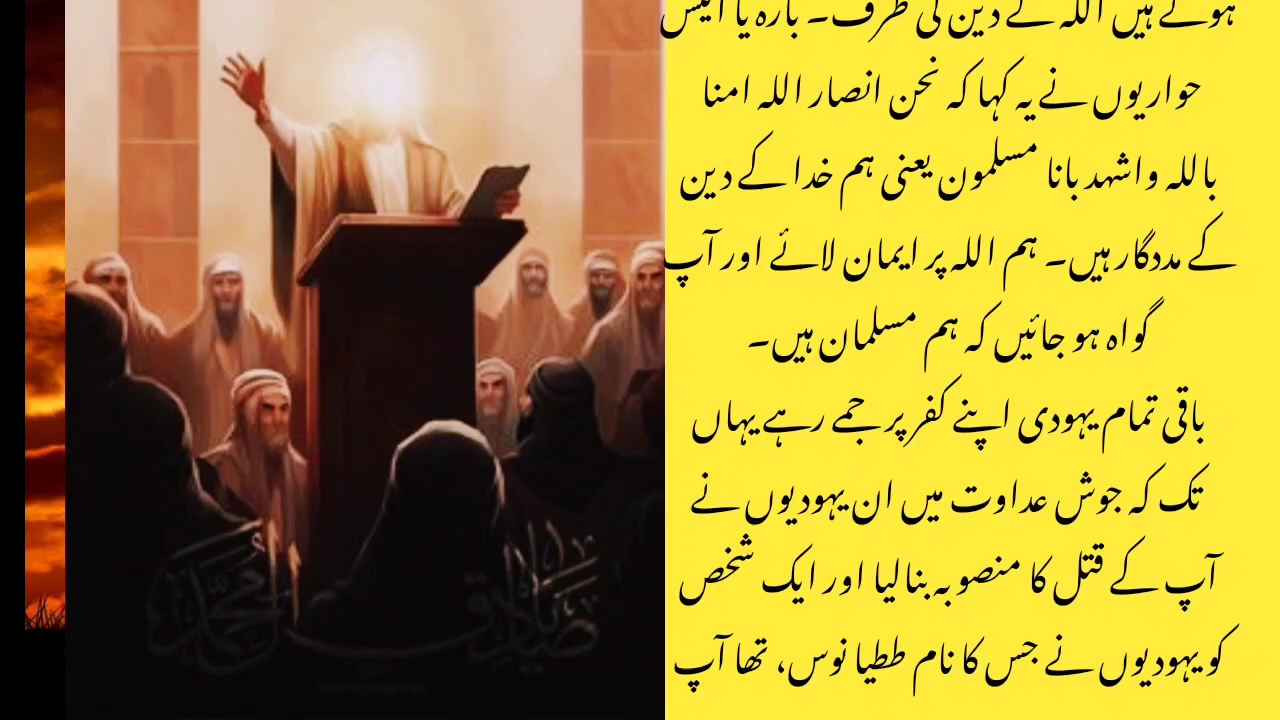 ہوتے ہیں اللہ کے دین کی طرف۔ بارہ یا انیس
حواریوں نے یہ کہا کہ نحن انصار اللہ امنا
باللہ واشهد بانا مسلمون یعنی ہم خدا کے دین
کے مددگار ہیں۔ ہم اللہ پر ایمان لائے اور آپ
گواہ ہو جائیں کہ ہم مسلمان ہیں۔
باقی تمام یہودی اپنے کفر پر جمے رہے یہاں
تک کہ جوش عداوت میں ان یہودیوں نے
آپ کے قتل کا منصوبہ بنا لیا اور ایک شخص
کو یہودیوں نے جس کا نام ططیانوس، تھا آپ